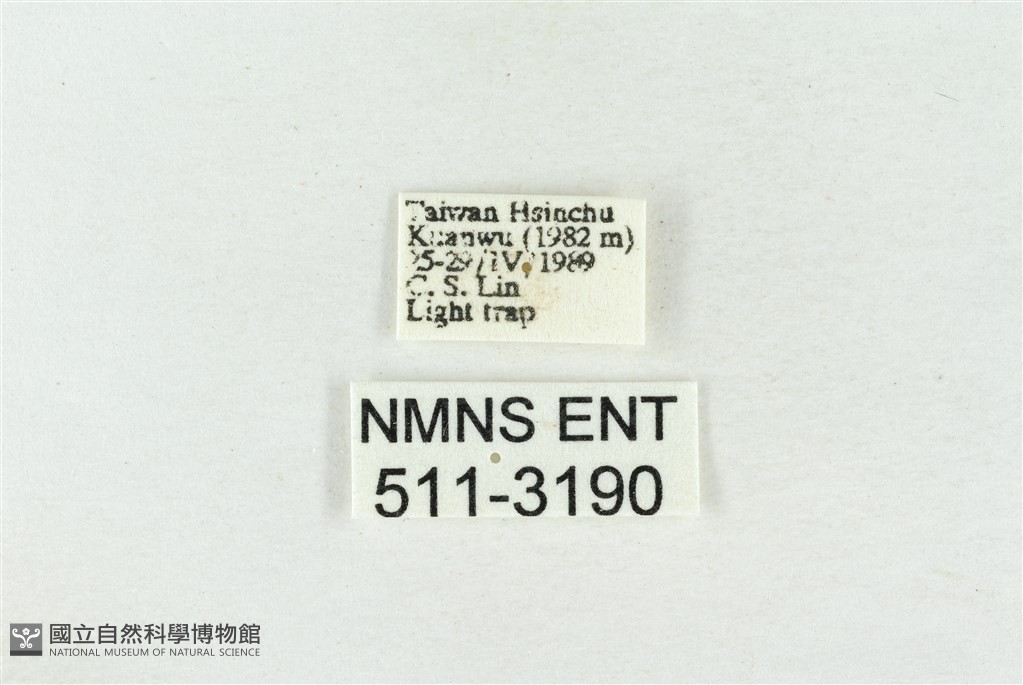 Taiwan Hsinchu
Kuanwu (1982 m)
25-29/IV/1989
C. S. Lin
Light trap
NMNS ENT
511-3190
國立自然科學博物館
NATIONAL MUSEUM OF NATURAL SCIENCE